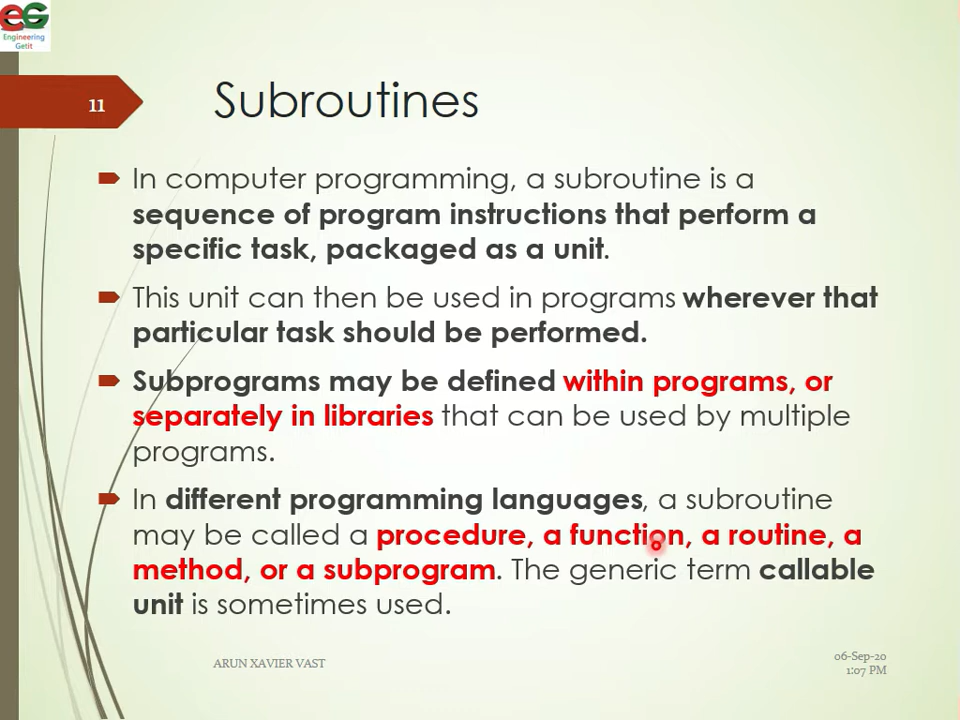 EG
Engineering
Getit
11
Subroutines
In computer programming, a subroutine is a
sequence of program instructions that perform a
specific task, packaged as a unit.
This unit can then be used in programs wherever that
particular task should be performed.
Subprograms may be defined within programs, or
separately in libraries that can be used by multiple
programs.
In different programming languages, a subroutine
may be called a procedure, a function, a routine, a
method, or a subprogram. The generic term callable
unit is sometimes used.
ARUN XAVIER VAST
06-Sep-20
1:07 PM